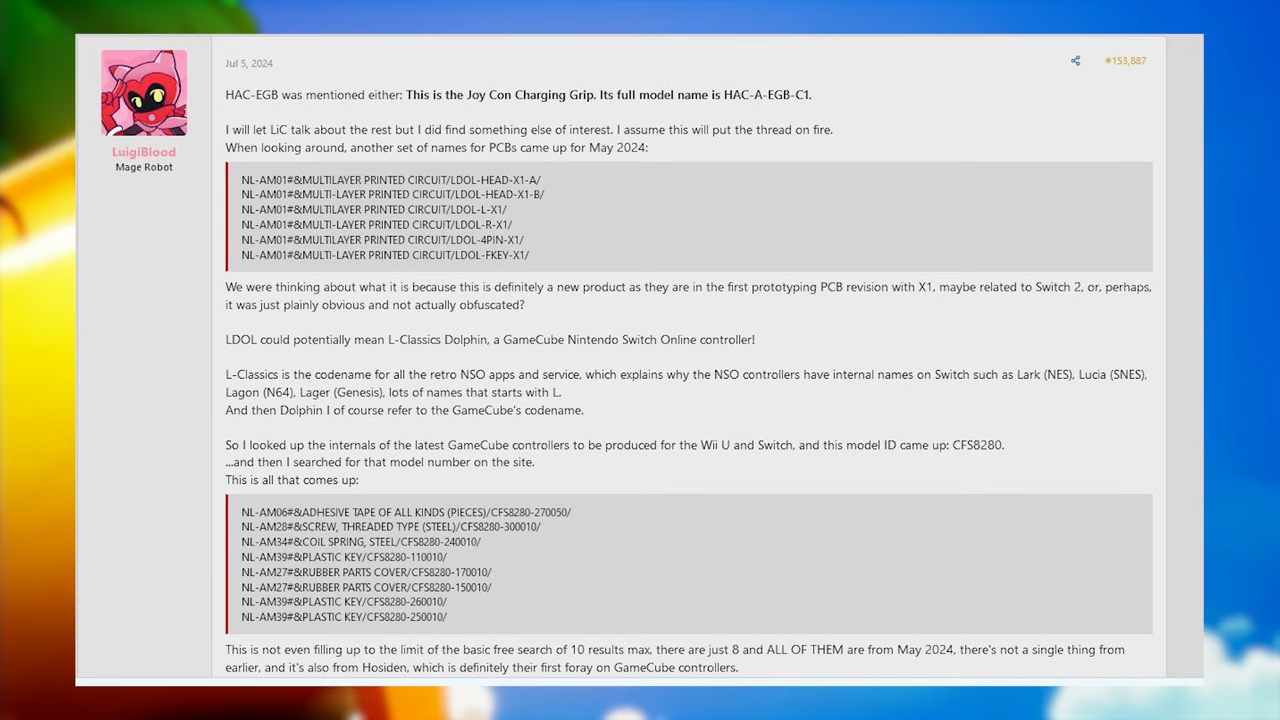 Jul 5, 2024
#153,887
LuigiBlood
Mage Robot
HAC-EGB was mentioned either: This is the Joy Con Charging Grip. Its full model name is HAC-A-EGB-C1.
I will let LiC talk about the rest but I did find something else of interest. I assume this will put the thread on fire.
When looking around, another set of names for PCBs came up for May 2024:
NL-AM01#&MULTILAYER PRINTED CIRCUIT/LDOL-HEAD-X1-A/
NL-AM01#&MULTI-LAYER PRINTED CIRCUIT/LDOL-HEAD-X1-B/
NL-AM01#&MULTILAYER PRINTED CIRCUIT/LDOL-L-X1/
NL-AM01#&MULTI-LAYER PRINTED CIRCUIT/LDOL-R-X1/
NL-AM01#&MULTILAYER PRINTED CIRCUIT/LDOL-4PIN-X1/
NL-AM01#&MULTI-LAYER PRINTED CIRCUIT/LDOL-FKEY-X1/
We were thinking about what it is because this is definitely a new product as they are in the first prototyping PCB revision with X1, maybe related to Switch 2, or, perhaps,
it was just plainly obvious and not actually obfuscated?
LDOL could potentially mean L-Classics Dolphin, a GameCube Nintendo Switch Online controller!
L-Classics is the codename for all the retro NSO apps and service, which explains why the NSO controllers have internal names on Switch such as Lark (NES), Lucia (SNES),
Lagon (N64), Lager (Genesis), lots of names that starts with L.
And then Dolphin I of course refer to the GameCube's codename.
So I looked up the internals of the latest GameCube controllers to be produced for the Wii U and Switch, and this model ID came up: CFS8280.
...and then I searched for that model number on the site.
This is all that comes up:
NL-AM06#&ADHESIVE TAPE OF ALL KINDS (PIECES)/CFS8280-270050/
NL-AM28#&SCREW, THREADED TYPE (STEEL)/CFS8280-300010/
NL-AM34#&COIL SPRING, STEEL/CFS8280-240010/
NL-AM39#&PLASTIC KEY/CFS8280-110010/
NL-AM27#&RUBBER PARTS COVER/CFS8280-170010/
NL-AM27#&RUBBER PARTS COVER/CFS8280-150010/
NL-AM39#&PLASTIC KEY/CFS8280-260010/
NL-AM39#&PLASTIC KEY/CFS8280-250010/
This is not even filling up to the limit of the basic free search of 10 results max, there are just 8 and ALL OF THEM are from May 2024, there's not a single thing from
earlier, and it's also from Hosiden, which is definitely their first foray on GameCube controllers.